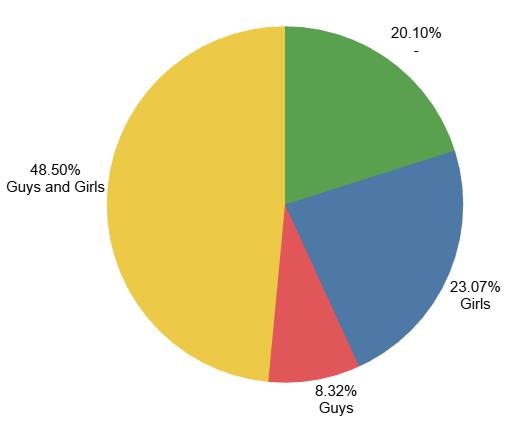 20.10%
-
48.50%
Guys and Girls
23.07%
Girls
8.32%
Guys